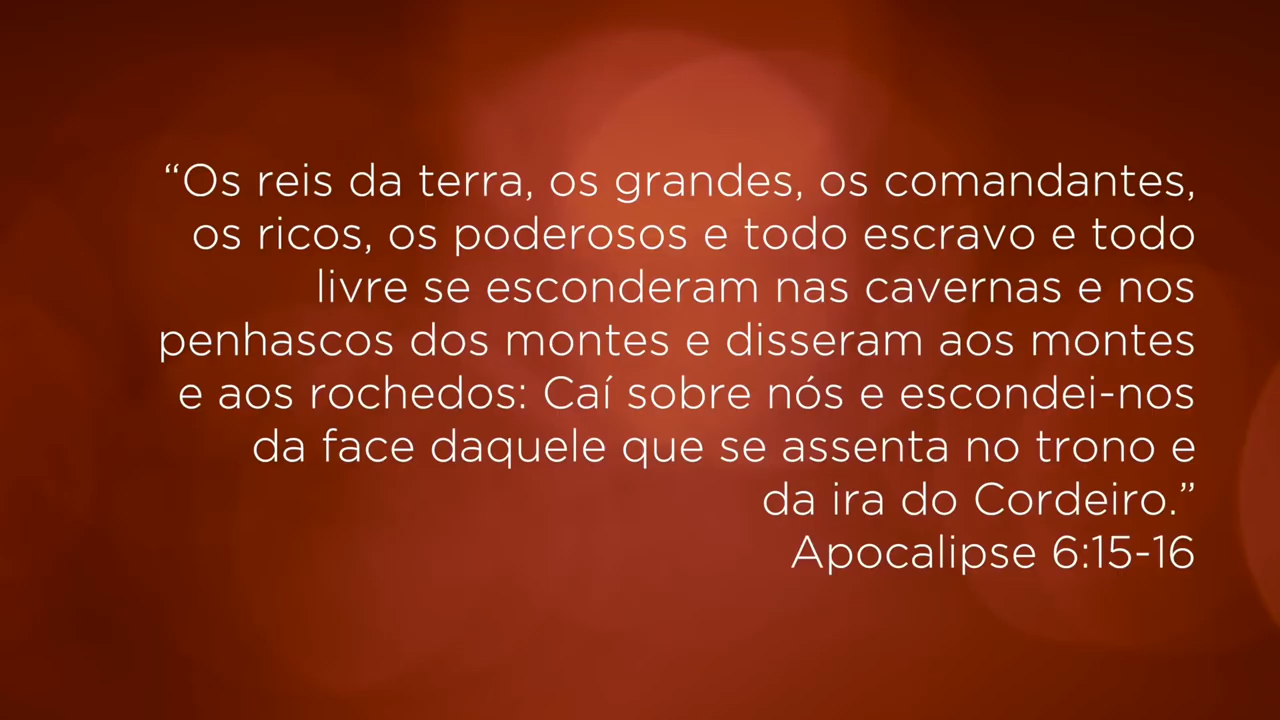 “Os reis da terra, os grandes, os comandantes,
os ricos, os poderosos e todo escravo e todo
livre se esconderam nas cavernas e nos
penhascos dos montes e disseram aos montes
e aos rochedos: Caí sobre nós e escondei-nos
da face daquele que se assenta no trono e
da ira do Cordeiro.”
Apocalipse 6:15-16